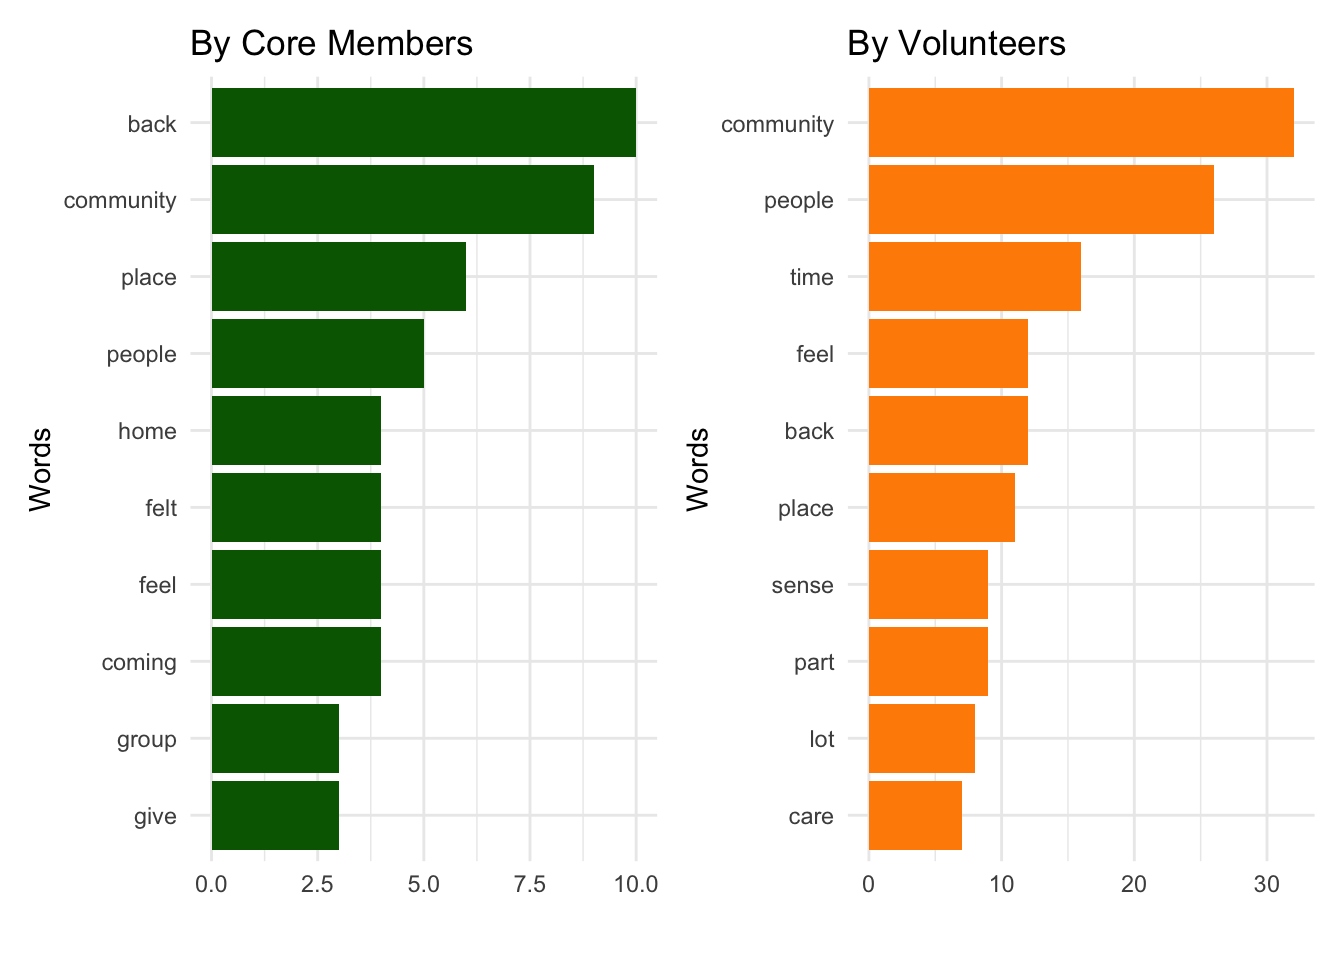 By Core Members
Words
back
community
place
people
home
felt
feel
coming
group
give
0.0 2.5 5.0 7.5 10.0
By Volunteers
Words
community
people
time
feel
back
place
sense
part
lot
care
0 10 20 30